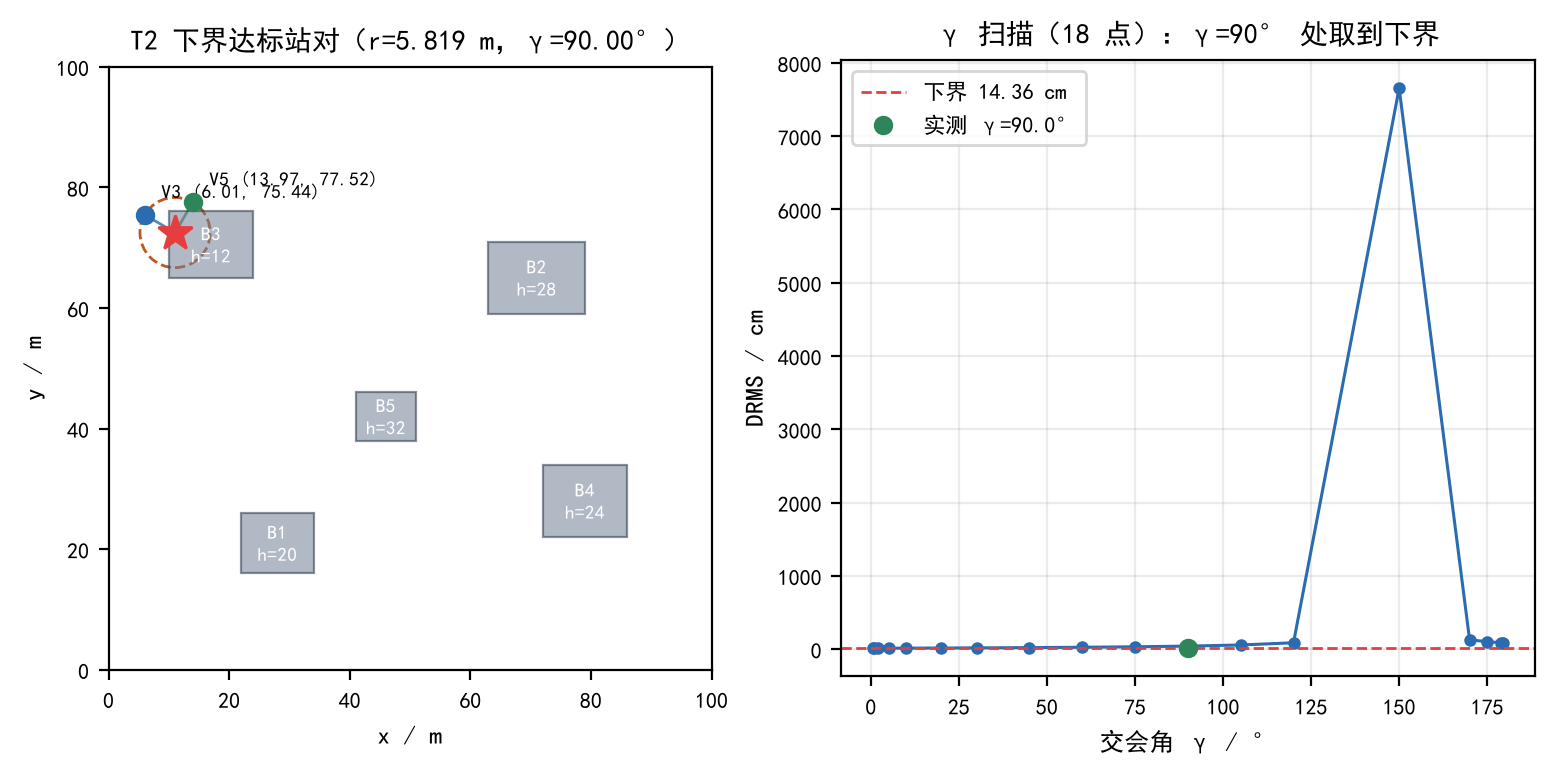 T2 下界达标站对（r=5.819 m, γ=90.00°）
100
80
60
40
20
0
0
20
40
60
80
100
x / m
y / m
V5 (13.97, 77.52)
V3 (6.01, 75.44)
B3
h=12
B2
h=28
B5
h=32
B4
h=24
B1
h=20
γ 扫描（18 点）：γ=90° 处取到下界
下界 14.36 cm
实测 γ=90.0°
8000
7000
6000
5000
4000
3000
2000
1000
0
0
25
50
75
100
125
150
175
交会角 γ / °
DRMS / cm